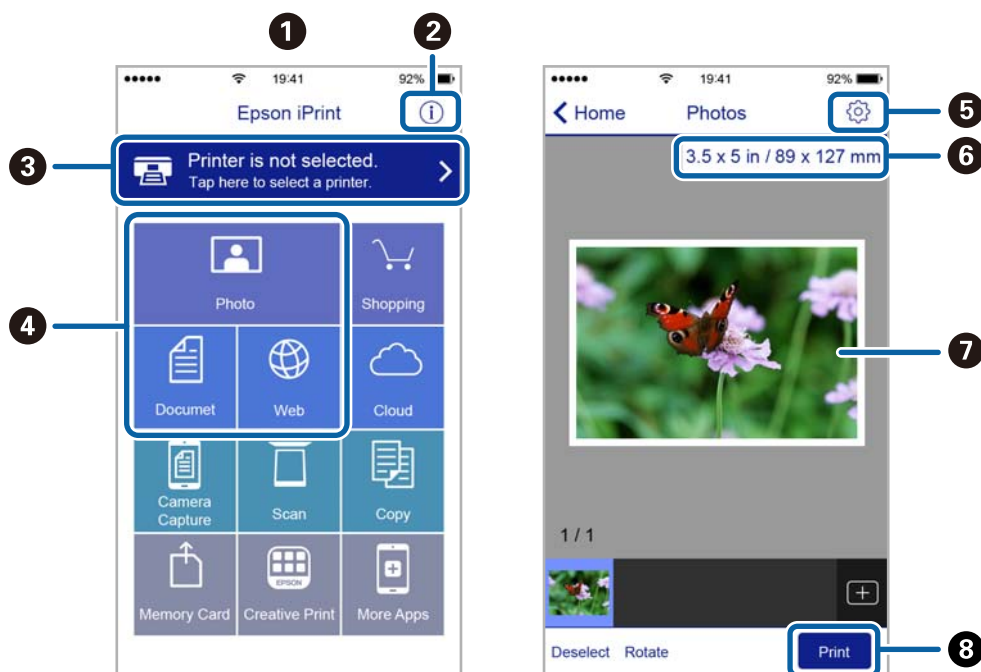 1
2
19:41 92%
Epson iPrint
3
Printer is not selected.
Tap here to select a printer.
4
Photo
Shopping
Documet
Web
Cloud
Camera
Capture
Scan
Copy
EPSON
Memory Card
Creative Print
More Apps
19:41 92%
Home
Photos
5
3.5 x 5 in / 89 x 127 mm
6
7
1 / 1
Deselect
Rotate
Print
8